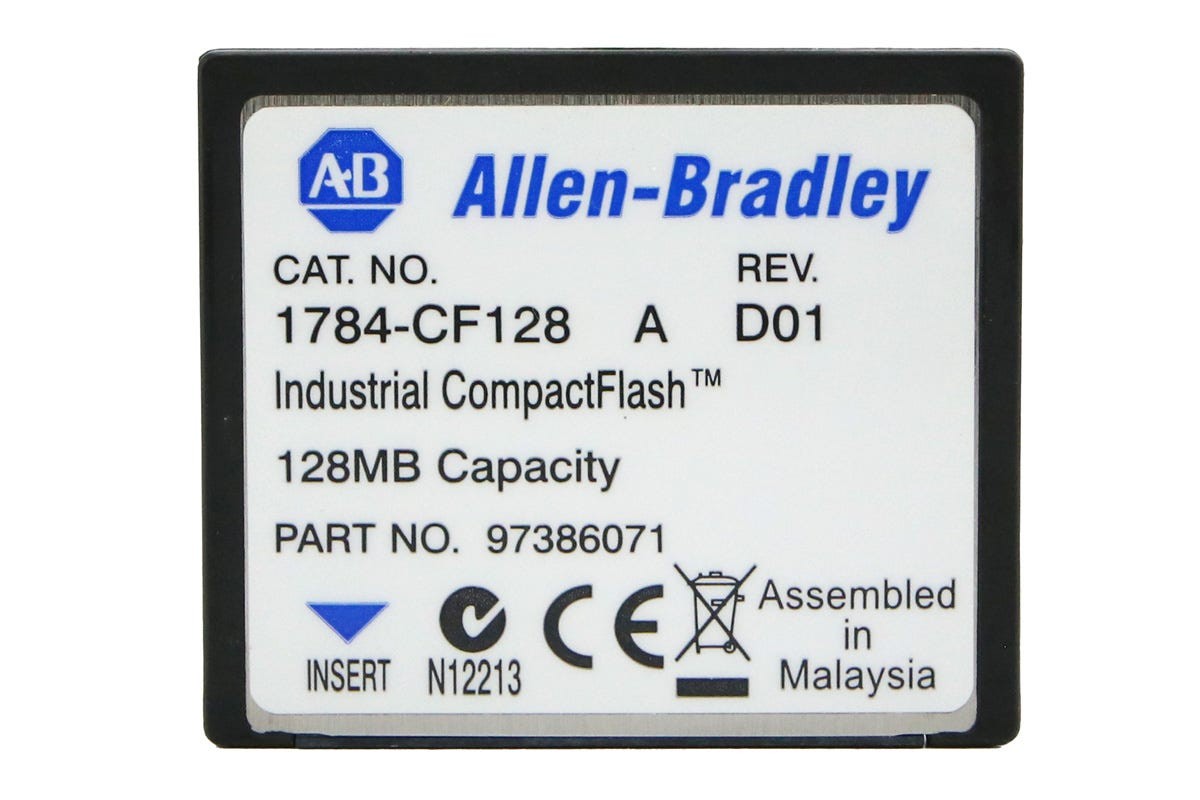 AB Allen-Bradley
CAT. NO. REV.
1784-CF128 A D01
Industrial CompactFlash™
128MB Capacity
PART NO. 97386071
INSERT
N12213
CE
Assembled
in
Malaysia